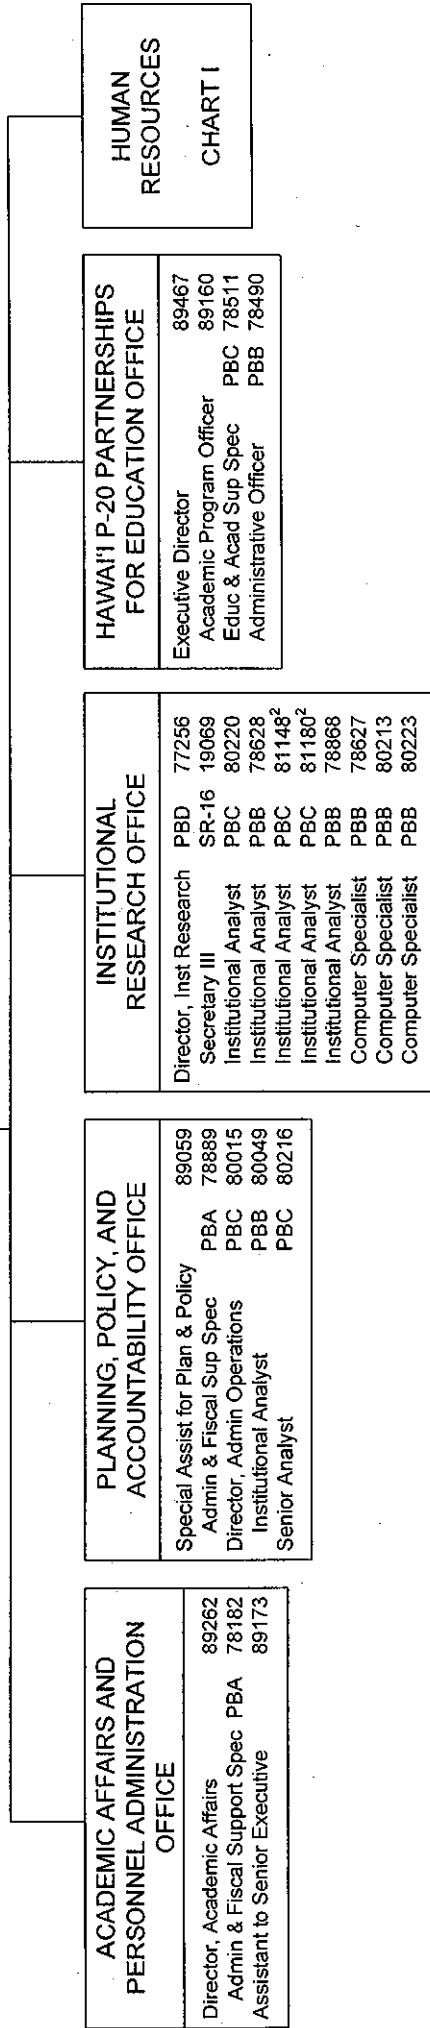 ACADEMIC AFFAIRS AND
PERSONNEL ADMINISTRATION
OFFICE
Director, Academic Affairs 89262
Admin & Fiscal Support Spec PBA 78182
Assistant to Senior Executive 89173
PLANNING, POLICY, AND
ACCOUNTABILITY OFFICE
Special Assist for Plan & Policy 89059
Admin & Fiscal Sup Spec PBA 78889
Director, Admin Operations PBC 80015
Institutional Analyst PBB 80049
Senior Analyst PBC 80216
INSTITUTIONAL
RESEARCH OFFICE
Director, Inst Research PBD 77256
Secretary III SR-16 19069
Institutional Analyst PBC 80220
Institutional Analyst PBB 78628
Institutional Analyst PBC 81148²
Institutional Analyst PBC 81180²
Institutional Analyst PBB 78868
Computer Specialist PBB 78627
Computer Specialist PBB 80213
Computer Specialist PBB 80223
HAWAI'I P-20 PARTNERSHIPS
FOR EDUCATION OFFICE
Executive Director 89467
Academic Program Officer 89160
Educ & Acad Sup Spec PBC 78511
Administrative Officer PBB 78490
HUMAN
RESOURCES
CHART I